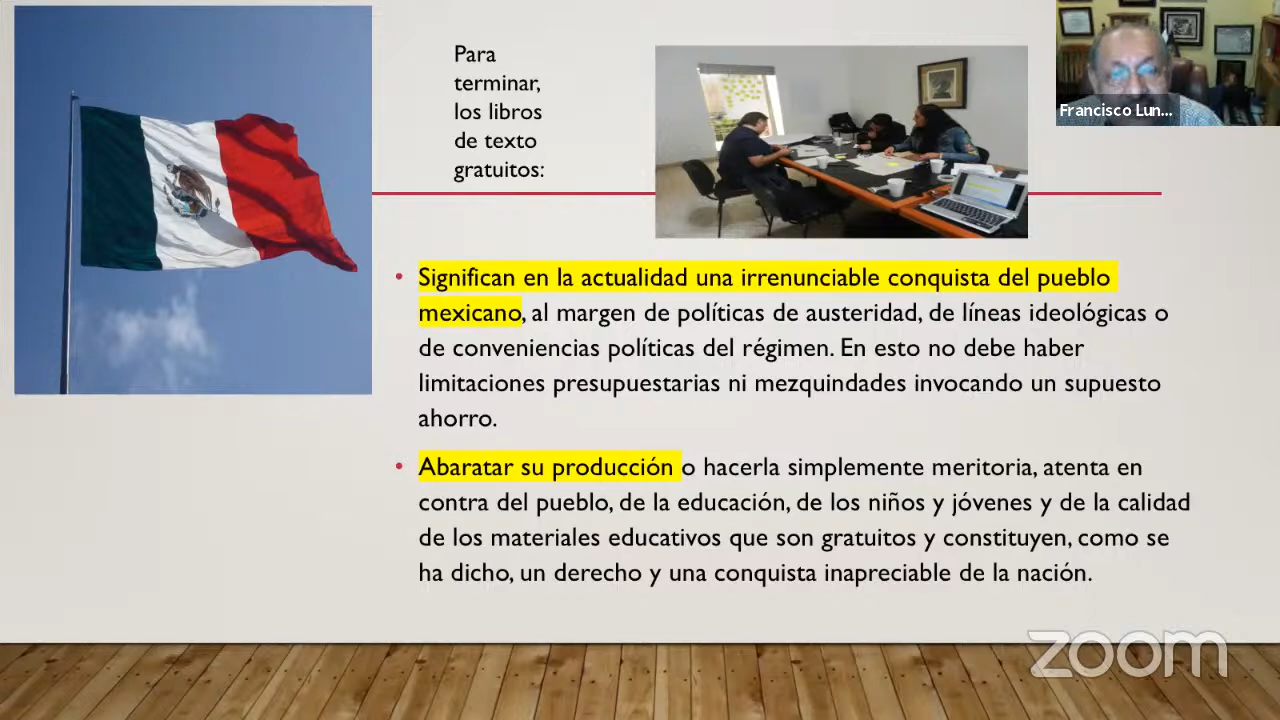 Para
terminar,
los libros
de texto
gratuitos:
Francisco Lun...
• Significan en la actualidad una irrenunciable conquista del pueblo
mexicano, al margen de políticas de austeridad, de líneas ideológicas o
de conveniencias políticas del régimen. En esto no debe haber
limitaciones presupuestarias ni mezquindades invocando un supuesto
ahorro.
• Abaratar su producción o hacerla simplemente meritoria, atenta en
contra del pueblo, de la educación, de los niños y jóvenes y de la calidad
de los materiales educativos que son gratuitos y constituyen, como se
ha dicho, un derecho y una conquista inapreciable de la nación.
zoom